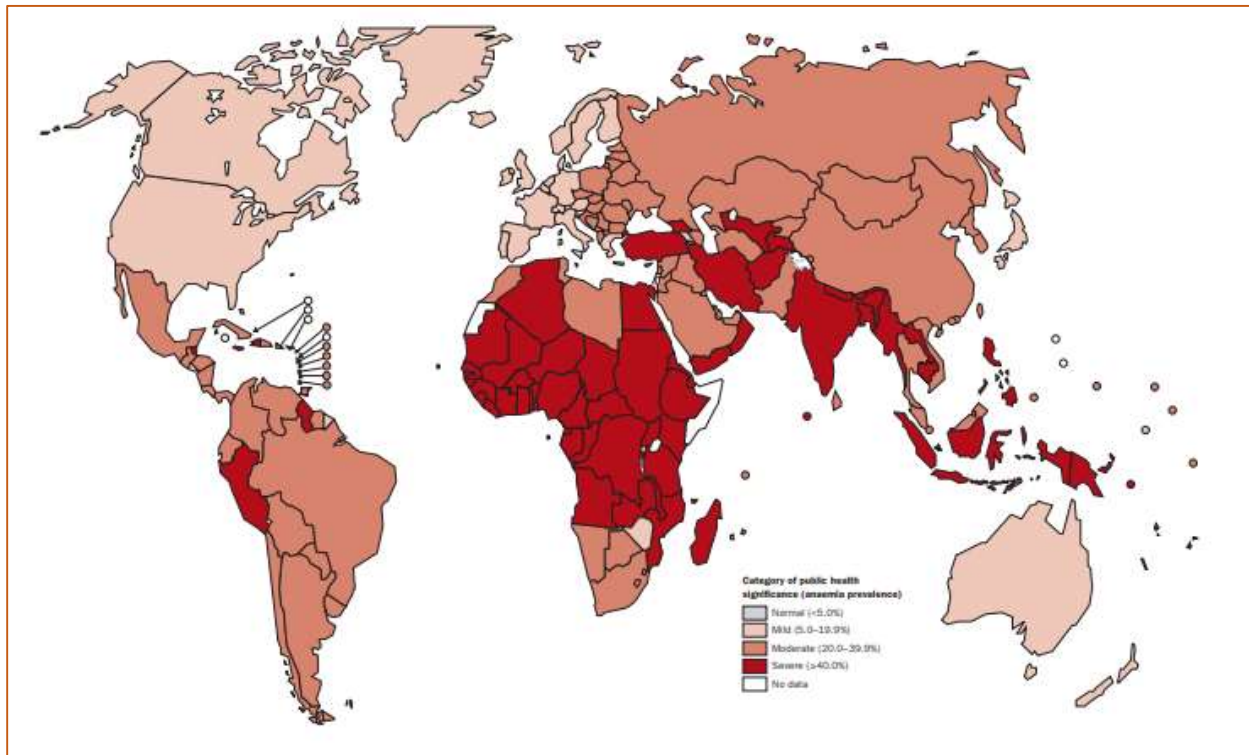 Category of public health
significance (anaemia prevalence)
Normal (<5.0%)
Mild (5.0–19.9%)
Moderate (20.0–39.9%)
Severe (≥40.0%)
No data